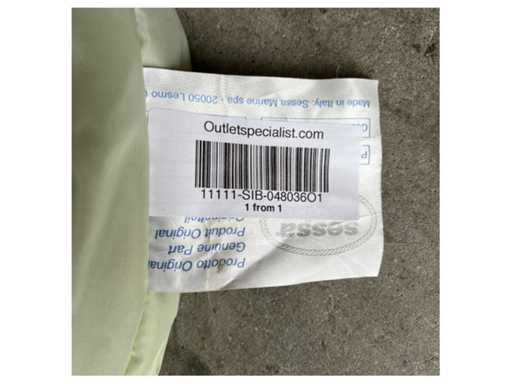 Outletspecialist.com
11111-SIB-048036O1
1 from 1
Made in Italy. Sessa Marine spa - 20050 Lesmo
sessa
Originalteil
Produit Original
Genuine Part
Prodotto Original